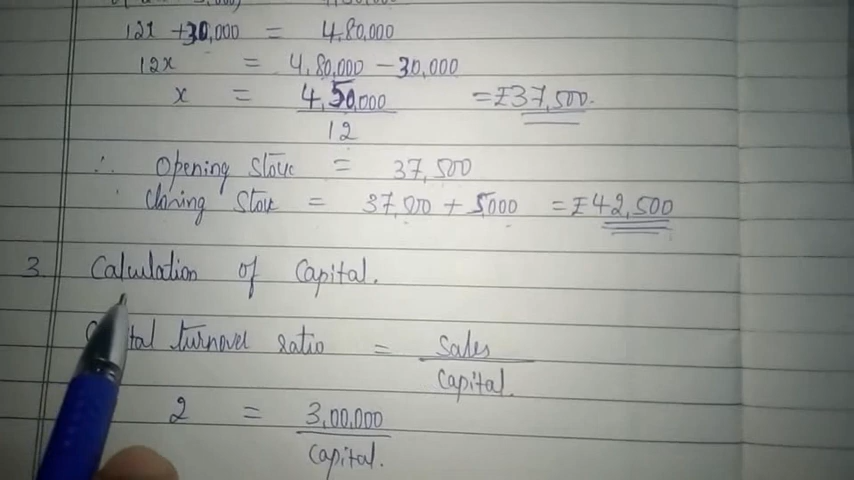 12x + 30,000 = 4,80,000
12x = 4,80,000 - 30,000
x = 4,50,000 = ₹37,500.
12
∴ Opening Stock = 37,500
Closing Stock = 37,500 + 5000 = ₹42,500
3. Calculation of Capital.
turnover ratio = Sales
Capital.
2 = 3,00,000
Capital.